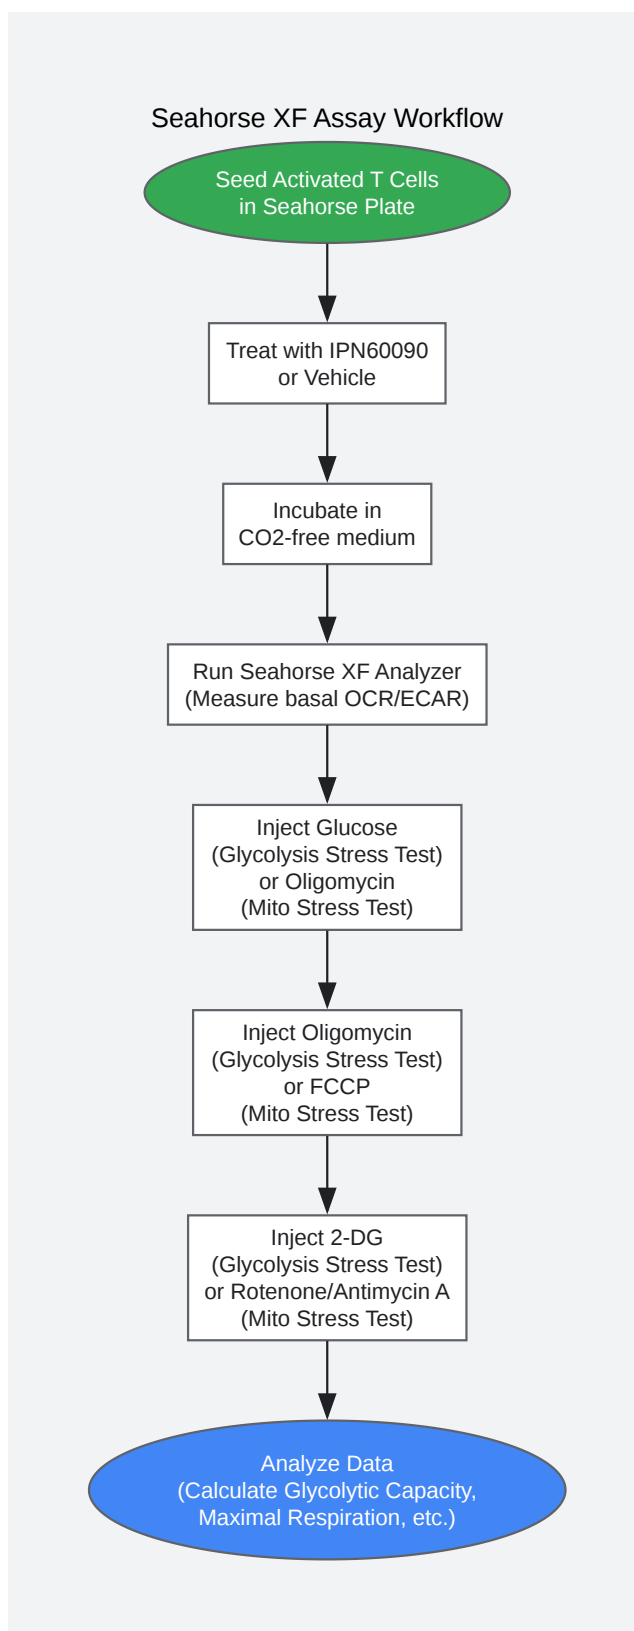 Seahorse XF Assay Workflow
Seed Activated T Cells
in Seahorse Plate
Treat with IPN60090
or Vehicle
Incubate in
CO2-free medium
Run Seahorse XF Analyzer
(Measure basal OCR/ECAR)
Inject Glucose
(Glycolysis Stress Test)
or Oligomycin
(Mito Stress Test)
Inject Oligomycin
(Glycolysis Stress Test)
or FCCP
(Mito Stress Test)
Inject 2-DG
(Glycolysis Stress Test)
or Rotenone/Antimycin A
(Mito Stress Test)
Analyze Data
(Calculate Glycolytic Capacity,
Maximal Respiration, etc.)